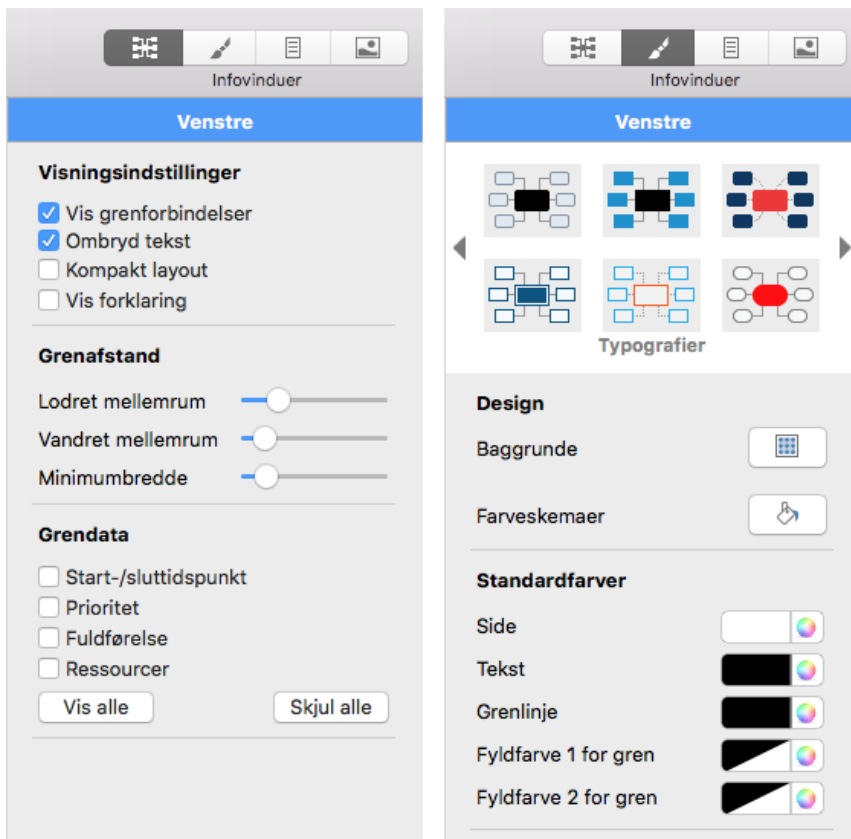 Infovinduer
Venstre
Visningsindstillinger
Vis grenforbindelser
Ombryd tekst
Kompakt layout
Vis forklaring
Grenafstand
Lodret mellemrum
Vandret mellemrum
Minimumbredde
Grendata
Start-/sluttidspunkt
Prioritet
Fuldførelse
Ressourcer
Vis alle
Skjul alle
Infovinduer
Venstre
Typografier
Design
Baggrunde
Farveskemaer
Standardfarver
Side
Tekst
Grenlinje
Fyldfarve 1 for gren
Fyldfarve 2 for gren